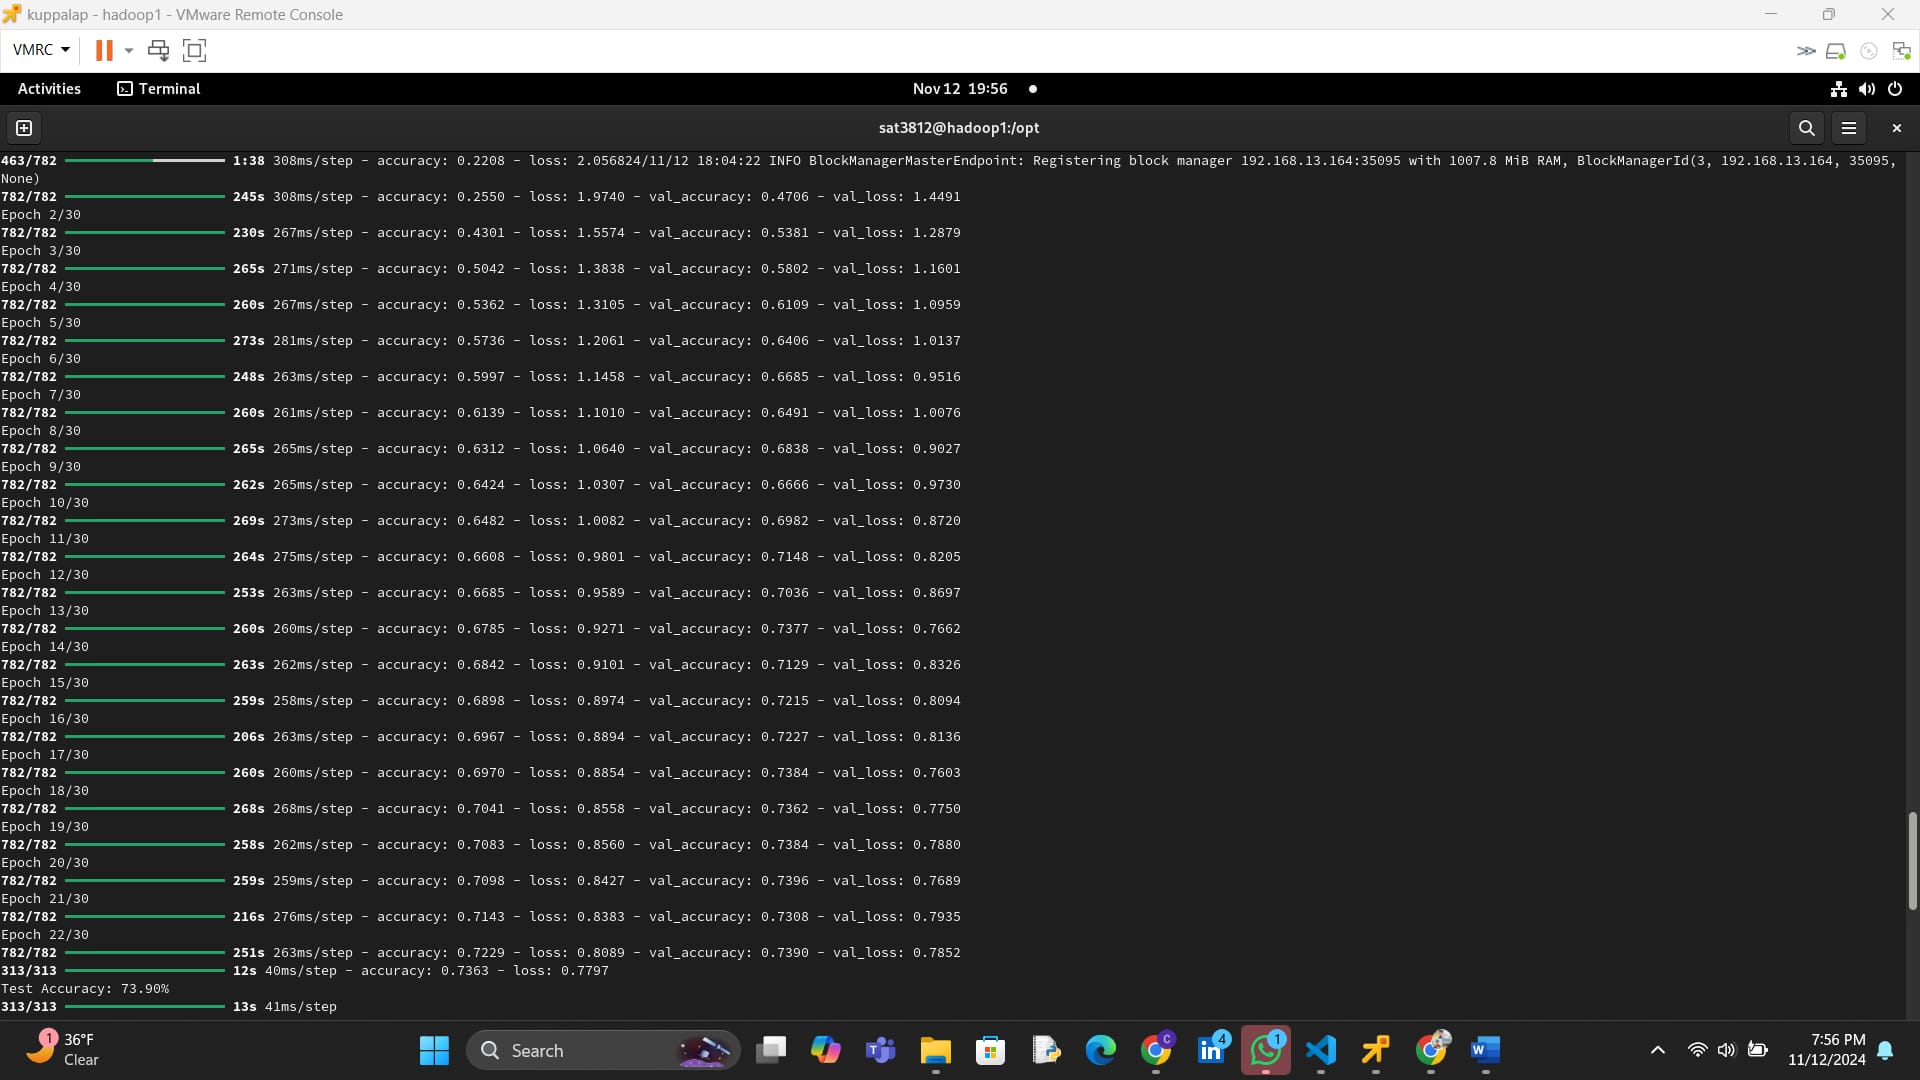 kuppalap - hadoop1 - VMware Remote Console
VMRC
Activities Terminal Nov 12 19:56
sat3812@hadoop1:/opt
463/782 1:38 308ms/step - accuracy: 0.2208 - loss: 2.056824/11/12 18:04:22 INFO BlockManagerMasterEndpoint: Registering block manager 192.168.13.164:35095 with 1007.8 MiB RAM, BlockManagerId(3, 192.168.13.164, 35095,
None)
782/782 245s 308ms/step - accuracy: 0.2550 - loss: 1.9740 - val_accuracy: 0.4706 - val_loss: 1.4491
Epoch 2/30
782/782 230s 267ms/step - accuracy: 0.4301 - loss: 1.5574 - val_accuracy: 0.5381 - val_loss: 1.2879
Epoch 3/30
782/782 265s 271ms/step - accuracy: 0.5042 - loss: 1.3838 - val_accuracy: 0.5802 - val_loss: 1.1601
Epoch 4/30
782/782 260s 267ms/step - accuracy: 0.5362 - loss: 1.3105 - val_accuracy: 0.6109 - val_loss: 1.0959
Epoch 5/30
782/782 273s 281ms/step - accuracy: 0.5736 - loss: 1.2061 - val_accuracy: 0.6406 - val_loss: 1.0137
Epoch 6/30
782/782 248s 263ms/step - accuracy: 0.5997 - loss: 1.1458 - val_accuracy: 0.6685 - val_loss: 0.9516
Epoch 7/30
782/782 260s 261ms/step - accuracy: 0.6139 - loss: 1.1010 - val_accuracy: 0.6491 - val_loss: 1.0076
Epoch 8/30
782/782 265s 265ms/step - accuracy: 0.6312 - loss: 1.0640 - val_accuracy: 0.6838 - val_loss: 0.9027
Epoch 9/30
782/782 262s 265ms/step - accuracy: 0.6424 - loss: 1.0307 - val_accuracy: 0.6666 - val_loss: 0.9730
Epoch 10/30
782/782 269s 273ms/step - accuracy: 0.6482 - loss: 1.0082 - val_accuracy: 0.6982 - val_loss: 0.8720
Epoch 11/30
782/782 264s 275ms/step - accuracy: 0.6608 - loss: 0.9801 - val_accuracy: 0.7148 - val_loss: 0.8205
Epoch 12/30
782/782 253s 263ms/step - accuracy: 0.6685 - loss: 0.9589 - val_accuracy: 0.7036 - val_loss: 0.8697
Epoch 13/30
782/782 260s 260ms/step - accuracy: 0.6785 - loss: 0.9271 - val_accuracy: 0.7377 - val_loss: 0.7662
Epoch 14/30
782/782 263s 262ms/step - accuracy: 0.6842 - loss: 0.9101 - val_accuracy: 0.7129 - val_loss: 0.8326
Epoch 15/30
782/782 259s 258ms/step - accuracy: 0.6898 - loss: 0.8974 - val_accuracy: 0.7215 - val_loss: 0.8094
Epoch 16/30
782/782 206s 263ms/step - accuracy: 0.6967 - loss: 0.8894 - val_accuracy: 0.7227 - val_loss: 0.8136
Epoch 17/30
782/782 260s 260ms/step - accuracy: 0.6970 - loss: 0.8854 - val_accuracy: 0.7384 - val_loss: 0.7603
Epoch 18/30
782/782 268s 268ms/step - accuracy: 0.7041 - loss: 0.8558 - val_accuracy: 0.7362 - val_loss: 0.7750
Epoch 19/30
782/782 258s 262ms/step - accuracy: 0.7083 - loss: 0.8560 - val_accuracy: 0.7384 - val_loss: 0.7880
Epoch 20/30
782/782 259s 259ms/step - accuracy: 0.7098 - loss: 0.8427 - val_accuracy: 0.7396 - val_loss: 0.7689
Epoch 21/30
782/782 216s 276ms/step - accuracy: 0.7143 - loss: 0.8383 - val_accuracy: 0.7308 - val_loss: 0.7935
Epoch 22/30
782/782 251s 263ms/step - accuracy: 0.7229 - loss: 0.8089 - val_accuracy: 0.7390 - val_loss: 0.7852
313/313 12s 40ms/step - accuracy: 0.7363 - loss: 0.7797
Test Accuracy: 73.90%
313/313 13s 41ms/step
1 36°F
Clear
Search
C
4
1
7:56 PM
11/12/2024